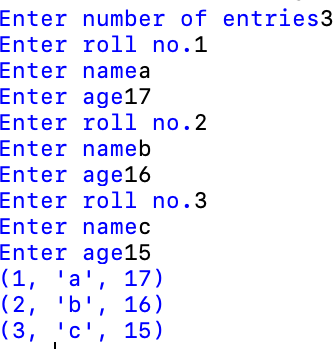 Enter number of entries3
Enter roll no.1
Enter namea
Enter age17
Enter roll no.2
Enter nameb
Enter age16
Enter roll no.3
Enter namec
Enter age15
(1, 'a', 17)
(2, 'b', 16)
(3, 'c', 15)